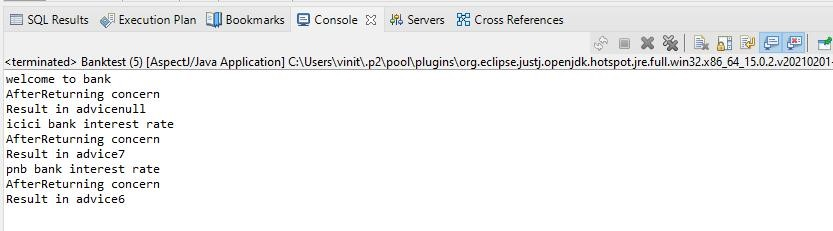 SQL Results Execution Plan Bookmarks Console Servers Cross References
<terminated> Banktest (5) [AspectJ/Java Application] C:\Users\vinit\.p2\pool\plugins\org.eclipse.justj.openjdk.hotspot.jre.full.win32.x86_64_15.0.2.v20210201-
welcome to bank
AfterReturning concern
Result in advicenull
icici bank interest rate
AfterReturning concern
Result in advice7
pnb bank interest rate
AfterReturning concern
Result in advice6